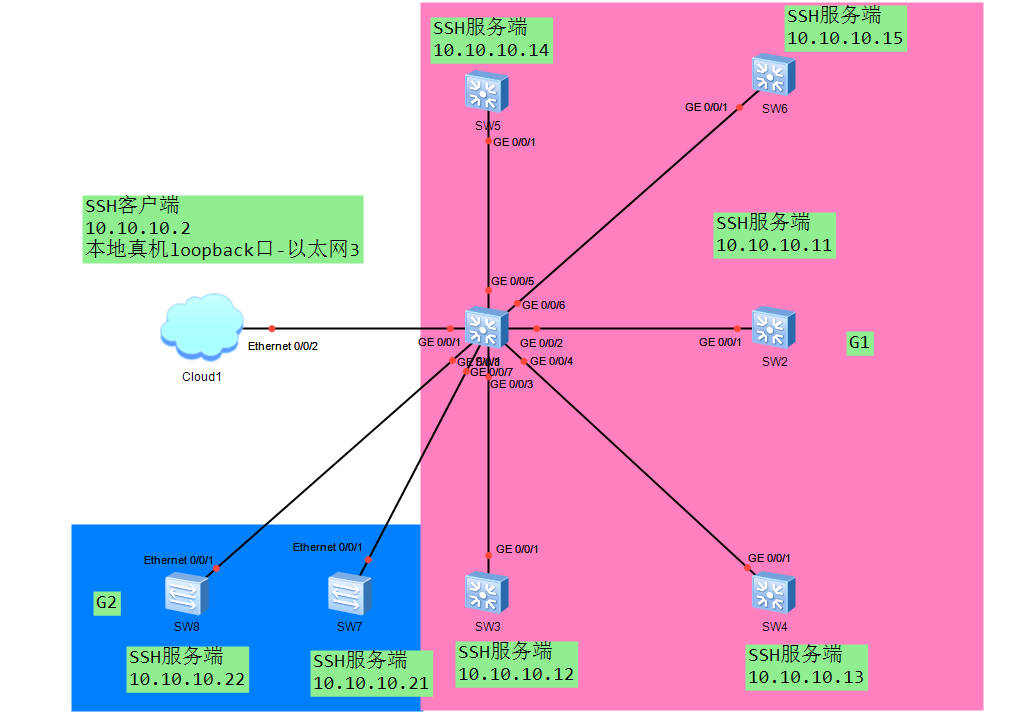 SSH服务端
10.10.10.14
SSH服务端
10.10.10.15
SW5
GE 0/0/1
GE 0/0/1
SW6
SSH客户端
10.10.10.2
本地真机loopback口-以太网3
SSH服务端
10.10.10.11
GE 0/0/5
GE 0/0/6
Ethernet 0/0/2
GE 0/0/1
GE 0/0/2
GE 0/0/1
G1
Cloud1
SW2
GE 0/0/4
GE 0/0/7
GE 0/0/3
Ethernet 0/0/1
Ethernet 0/0/1
GE 0/0/1
GE 0/0/1
G2
SW8
SW7
SW3
SW4
SSH服务端
10.10.10.22
SSH服务端
10.10.10.21
SSH服务端
10.10.10.12
SSH服务端
10.10.10.13